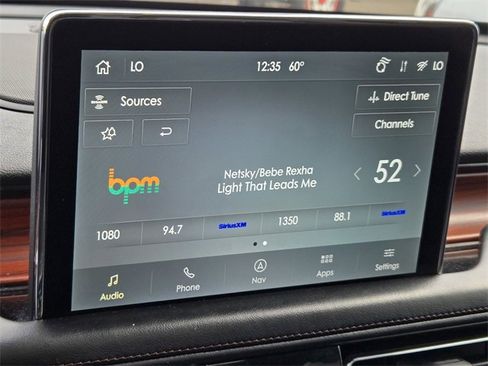 LO 12:35 60° LO
Sources
Direct Tune
Channels
bpm
Netsky/Bebe Rexha
Light That Leads Me
52
1080 94.7 SiriusXM 1350 88.1 SiriusXM
Audio Phone Nav Apps Settings